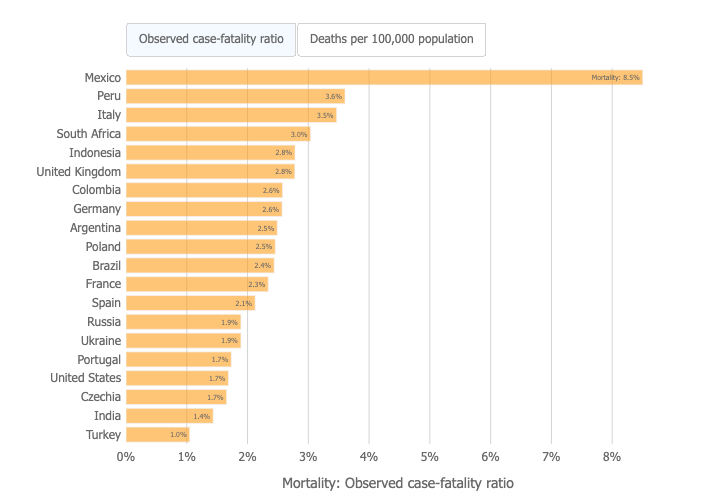 Observed case-fatality ratio Deaths per 100,000 population
Mexico Mortality: 8.5%
Peru 3.6%
Italy 3.5%
South Africa 3.0%
Indonesia 2.8%
United Kingdom 2.8%
Colombia 2.6%
Germany 2.6%
Argentina 2.5%
Poland 2.5%
Brazil 2.4%
France 2.3%
Spain 2.1%
Russia 1.9%
Ukraine 1.9%
Portugal 1.7%
United States 1.7%
Czechia 1.7%
India 1.4%
Turkey 1.0%
0% 1% 2% 3% 4% 5% 6% 7% 8%
Mortality: Observed case-fatality ratio